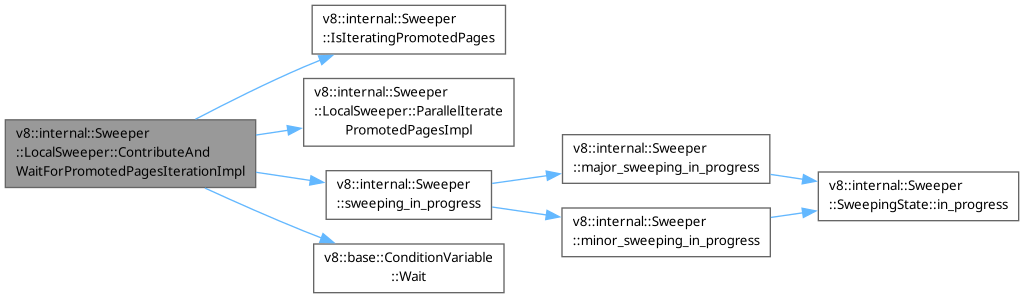 v8::internal::Sweeper
::LocalSweeper::ContributeAnd
WaitForPromotedPagesIterationImpl
v8::internal::Sweeper
::IsIteratingPromotedPages
v8::internal::Sweeper
::LocalSweeper::ParallelIterate
PromotedPagesImpl
v8::internal::Sweeper
::sweeping_in_progress
v8::base::ConditionVariable
::Wait
v8::internal::Sweeper
::major_sweeping_in_progress
v8::internal::Sweeper
::minor_sweeping_in_progress
v8::internal::Sweeper
::SweepingState::in_progress